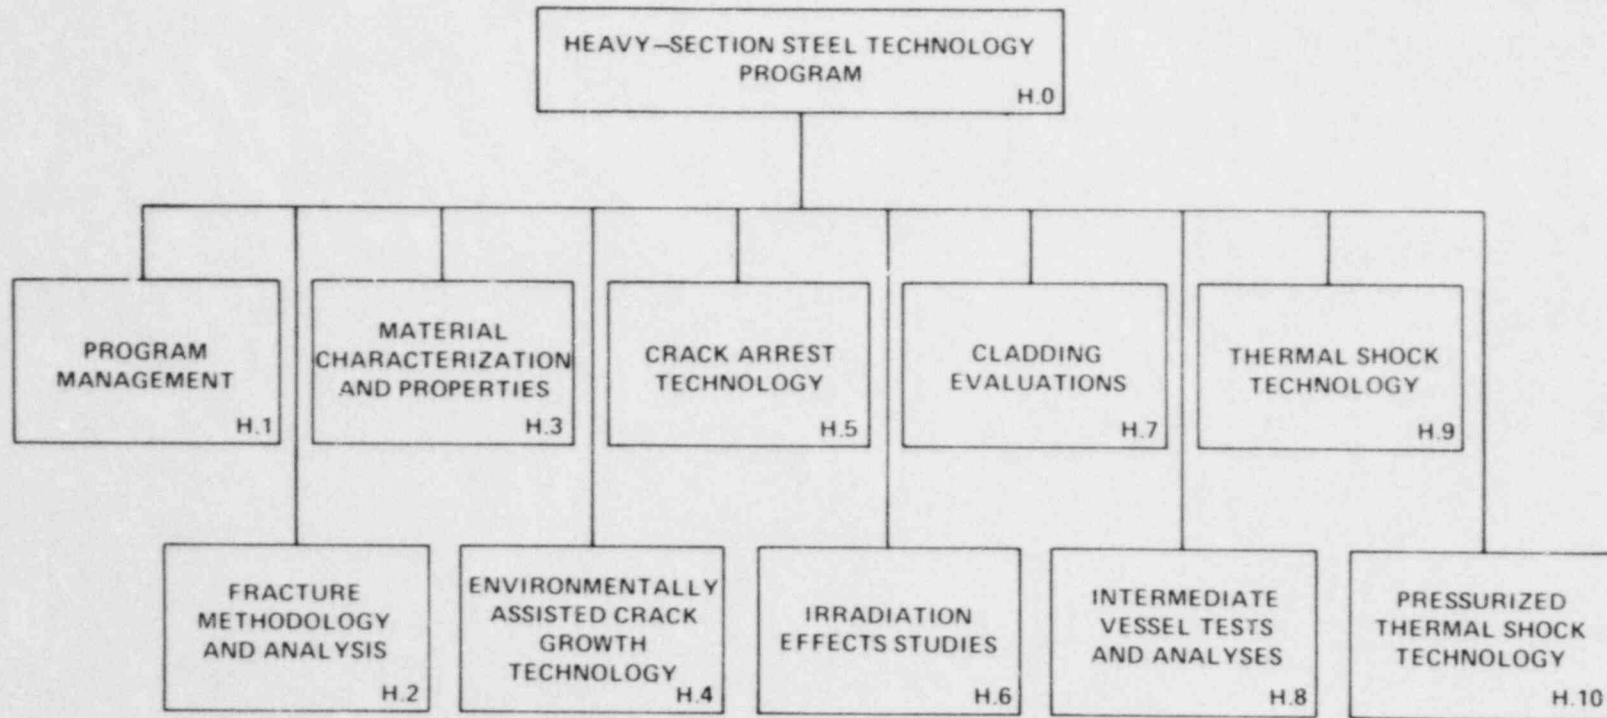 HEAVY–SECTION STEEL TECHNOLOGY
PROGRAM
H.0
PROGRAM
MANAGEMENT
H.1
MATERIAL
CHARACTERIZATION
AND PROPERTIES
H.3
CRACK ARREST
TECHNOLOGY
H.5
CLADDING
EVALUATIONS
H.7
THERMAL SHOCK
TECHNOLOGY
H.9
FRACTURE
METHODOLOGY
AND ANALYSIS
H.2
ENVIRONMENTALLY
ASSISTED CRACK
GROWTH
TECHNOLOGY
H.4
IRRADIATION
EFFECTS STUDIES
H.6
INTERMEDIATE
VESSEL TESTS
AND ANALYSES
H.8
PRESSURIZED
THERMAL SHOCK
TECHNOLOGY
H.10